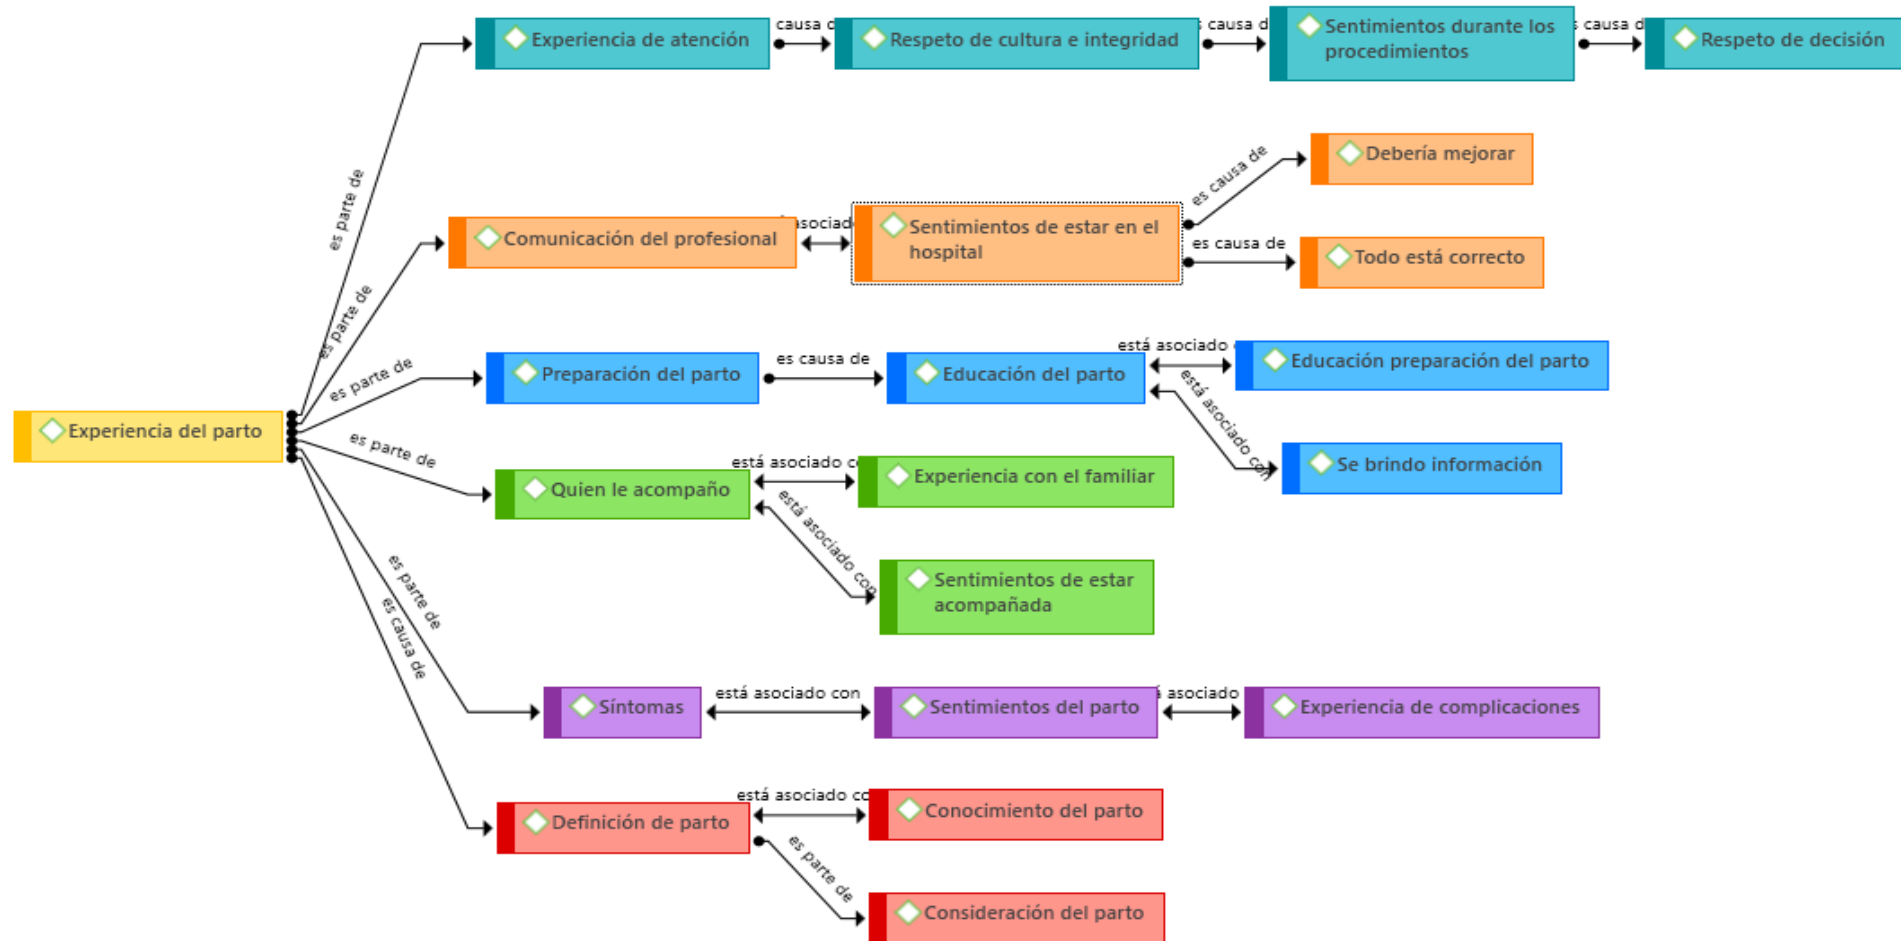 causa d
causa d
causa d
Experiencia de atención
Respeto de cultura e integridad
Sentimientos durante los
procedimientos
Respeto de decisión
es parte de
es causa de
Debería mejorar
Comunicación del profesional
asociad
Sentimientos de estar en el
hospital
es causa de
Todo está correcto
es parte de
es parte de
Preparación del parto
es causa de
Educación del parto
está asociado
Educación preparación del parto
está asociado con
Se brindo información
Experiencia del parto
es parte de
Quien le acompaño
está asociado co
Experiencia con el familiar
está asociado con
Sentimientos de estar
acompañada
es parte de
es causa de
Síntomas
está asociado con
Sentimientos del parto
asociado
Experiencia de complicaciones
Definición de parto
está asociado co
Conocimiento del parto
es parte de
Consideración del parto